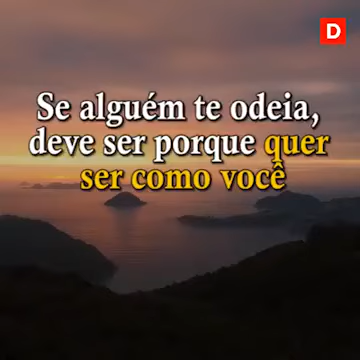 D
Se alguém te odeia,
deve ser porque quer
ser como você